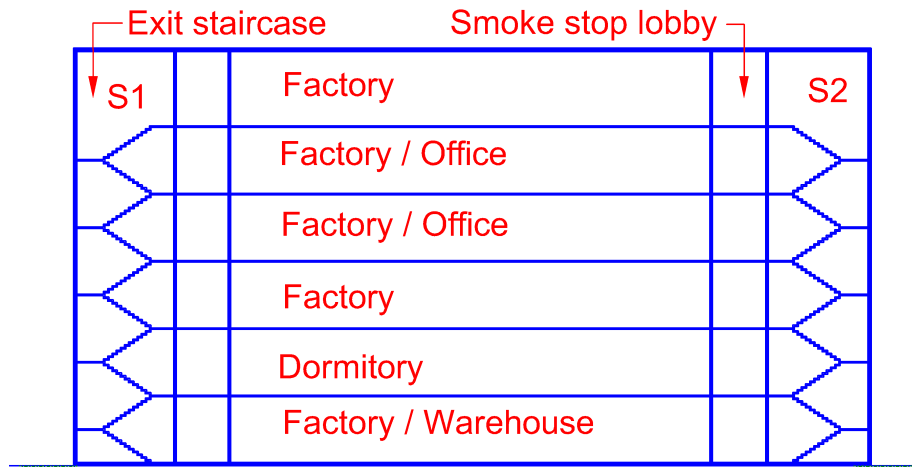 Exit staircase
Smoke stop lobby
S1
Factory
S2
Factory / Office
Factory / Office
Factory
Dormitory
Factory / Warehouse